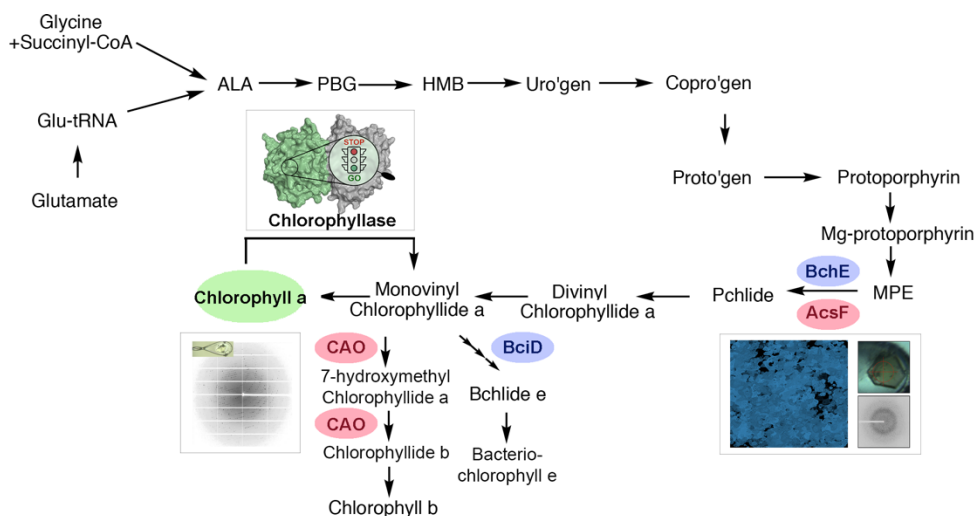 Glycine
+Succinyl-CoA
ALA
PBG
HMB
Uro'gen
Copro'gen
Glu-tRNA
Glutamate
STOP
GO
Chlorophyllase
Proto'gen
Protoporphyrin
Mg-protoporphyrin
BchE
MPE
AcsF
Pchlide
Divinyl
Chlorophyllide a
Monovinyl
Chlorophyllide a
Chlorophyll a
CAO
BciD
7-hydroxymethyl
Chlorophyllide a
Bchlide e
CAO
Chlorophyllide b
Bacterio-
chlorophyll e
Chlorophyll b